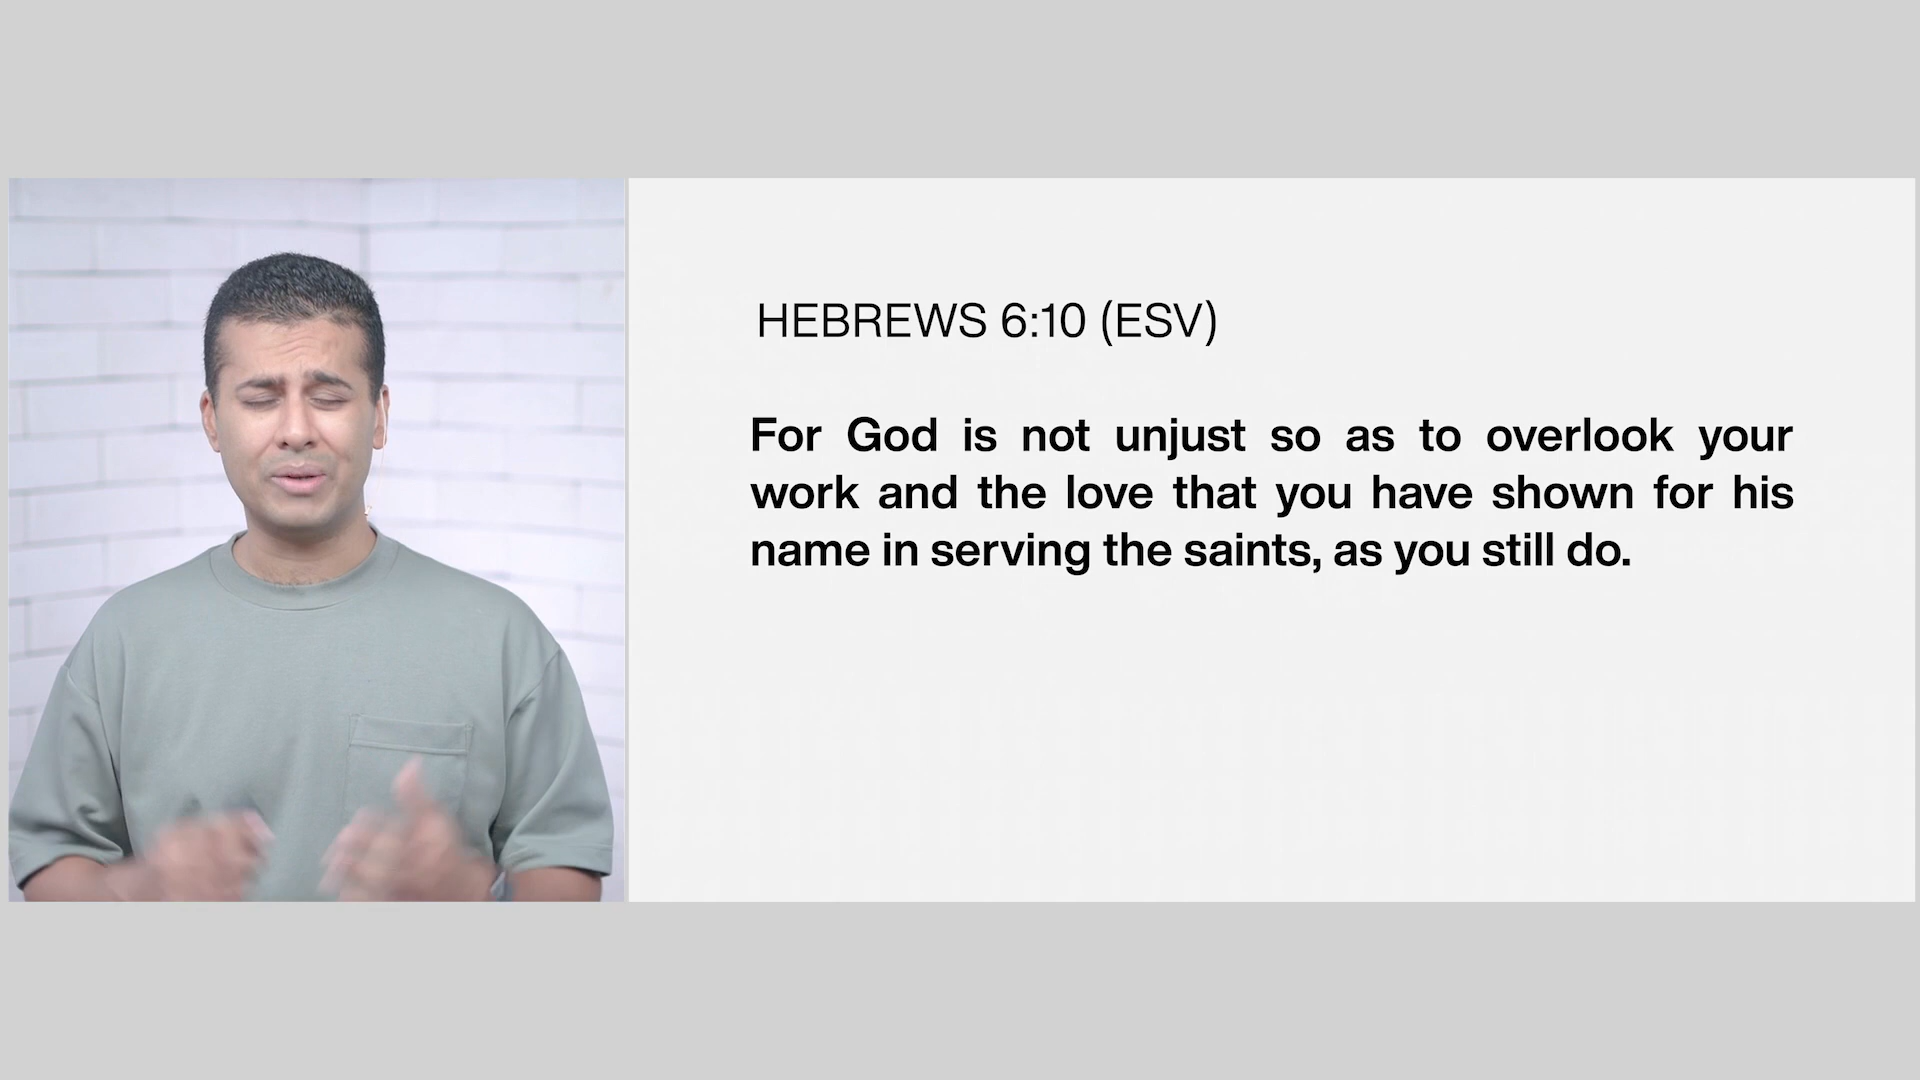 HEBREWS 6:10 (ESV)
For God is not unjust so as to overlook your
work and the love that you have shown for his
name in serving the saints, as you still do.